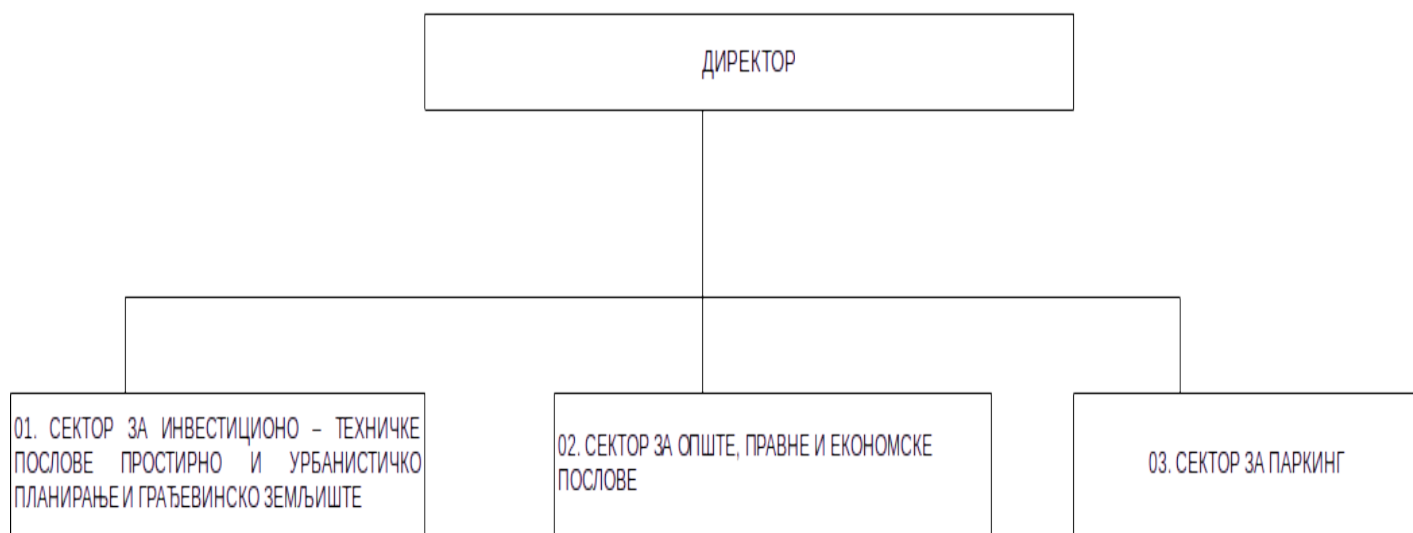 ДИРЕКТОР
01. СЕКТОР ЗА ИНВЕСТИЦИОНО – ТЕХНИЧКЕ
ПОСЛОВЕ ПРОСТИРНО И УРБАНИСТИЧКО
ПЛАНИРАЊЕ И ГРАЂЕВИНСКО ЗЕМЉИШТЕ
02. СЕКТОР ЗА ОПШТЕ, ПРАВНЕ И ЕКОНОМСКЕ
ПОСЛОВЕ
03. СЕКТОР ЗА ПАРКИНГ